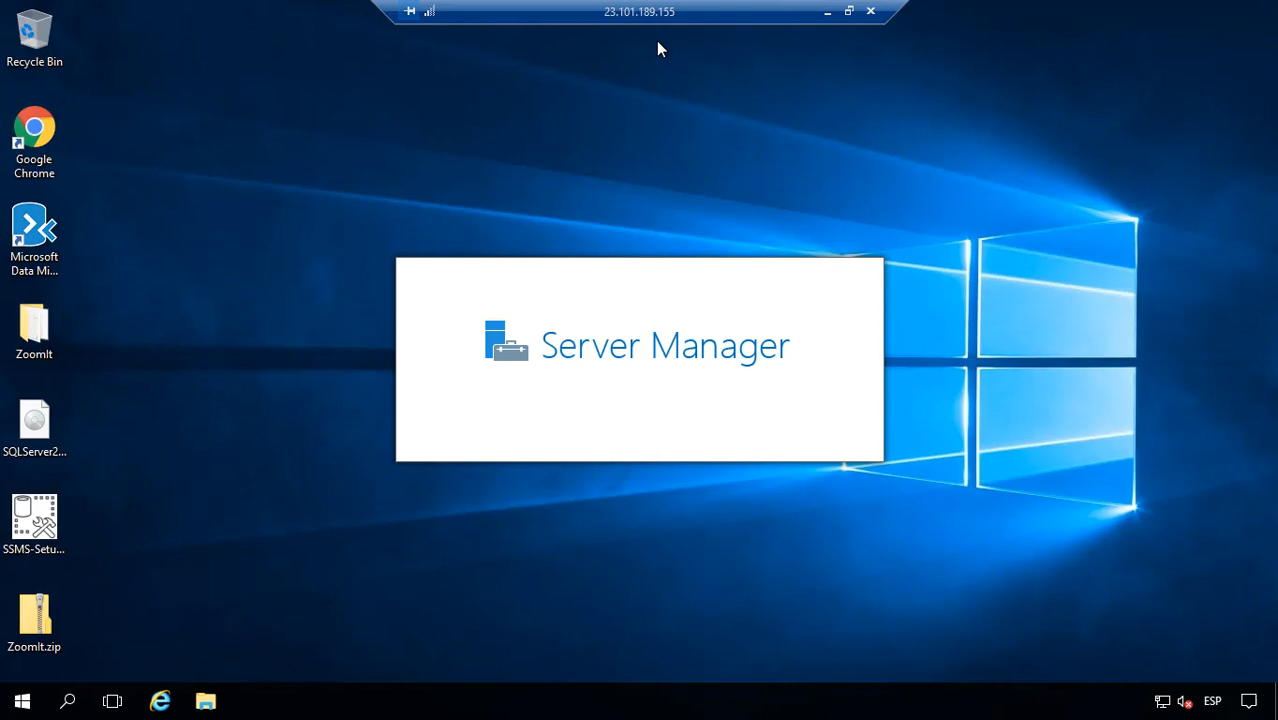 23.101.189.155
Recycle Bin
Google
Chrome
Microsoft
Data Mi...
ZoomIt
SQLServer2...
SSMS-Setu...
ZoomIt.zip
Server Manager
ESP